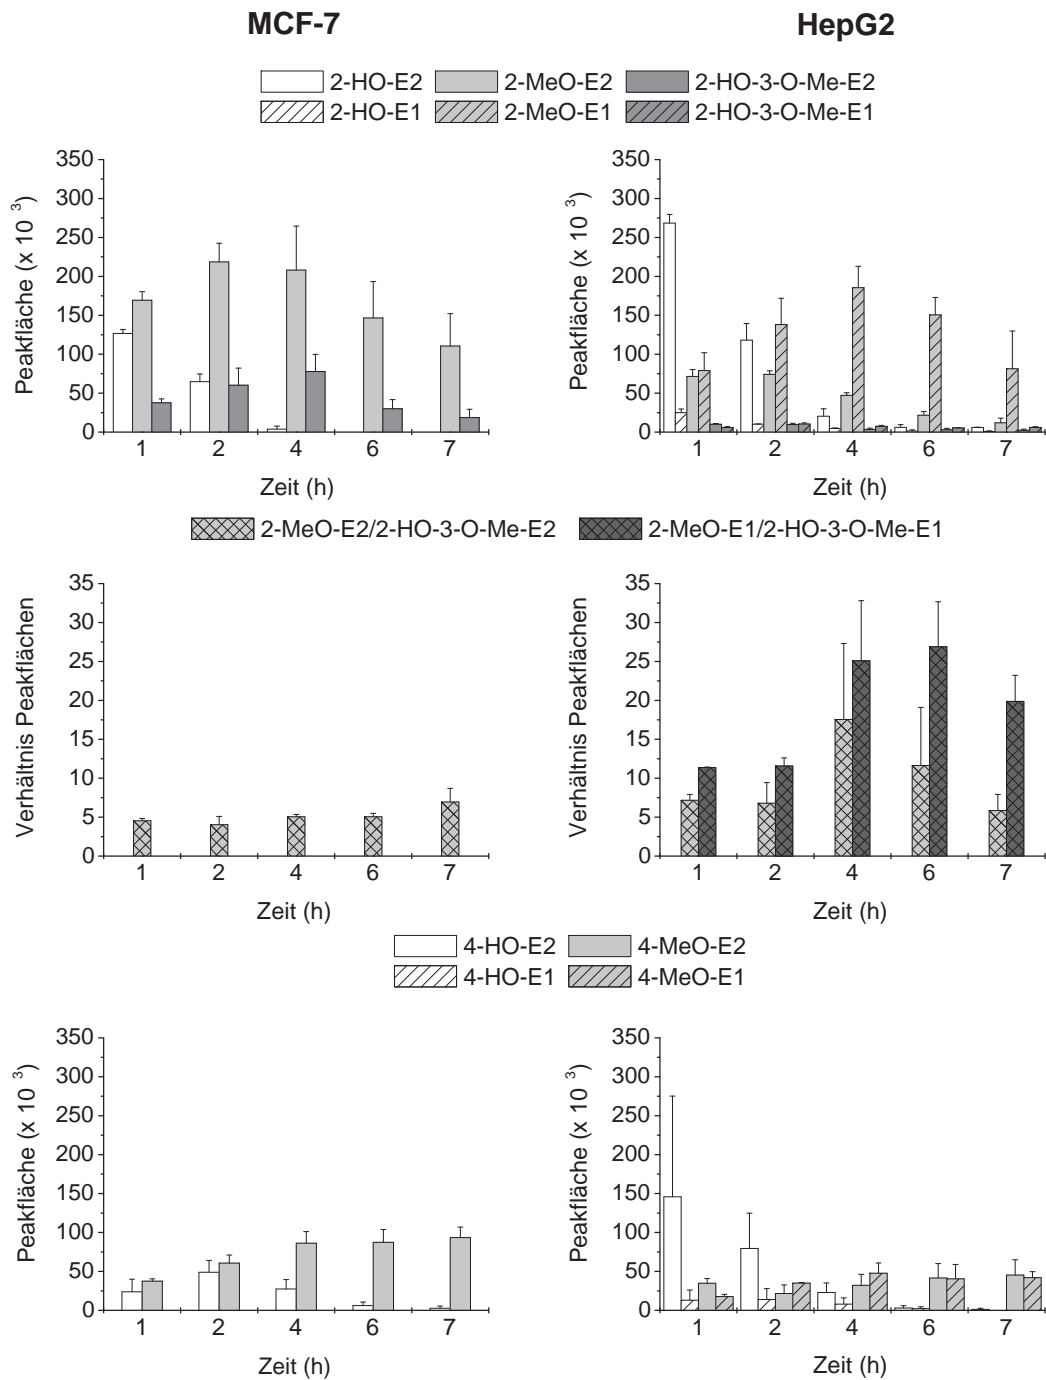 MCF-7 HepG2
2-HO-E2 2-MeO-E2 2-HO-3-O-Me-E2
2-HO-E1 2-MeO-E1 2-HO-3-O-Me-E1
Peakfläche (x 10 ³)
350
300
250
200
150
100
50
0
1 2 4 6 7
Zeit (h)
Peakfläche (x 10 ³)
350
300
250
200
150
100
50
0
1 2 4 6 7
Zeit (h)
2-MeO-E2/2-HO-3-O-Me-E2 2-MeO-E1/2-HO-3-O-Me-E1
Verhältnis Peakflächen
35
30
25
20
15
10
5
0
1 2 4 6 7
Zeit (h)
Verhältnis Peakflächen
35
30
25
20
15
10
5
0
1 2 4 6 7
Zeit (h)
4-HO-E2 4-MeO-E2
4-HO-E1 4-MeO-E1
Peakfläche (x 10 ³)
350
300
250
200
150
100
50
0
1 2 4 6 7
Zeit (h)
Peakfläche (x 10 ³)
350
300
250
200
150
100
50
0
1 2 4 6 7
Zeit (h)